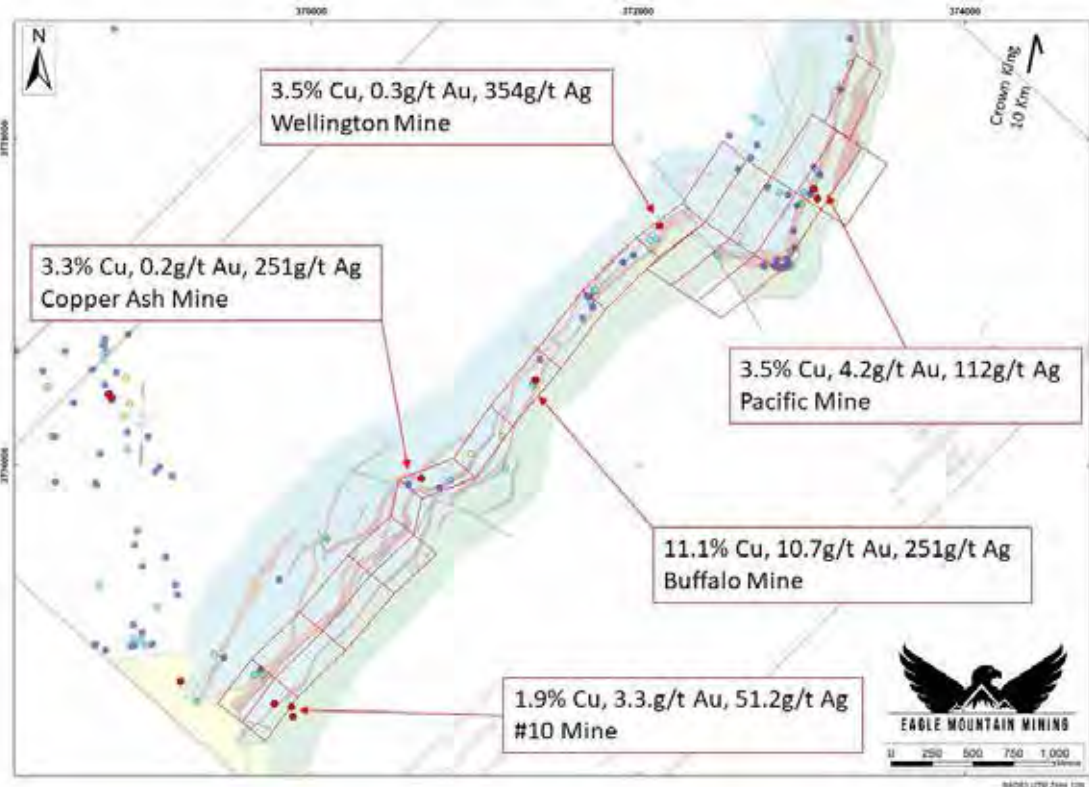 370000
372000
374000
N
3.5% Cu, 0.3g/t Au, 354g/t Ag
Wellington Mine
Crown King
10 Km
3.3% Cu, 0.2g/t Au, 251g/t Ag
Copper Ash Mine
3.5% Cu, 4.2g/t Au, 112g/t Ag
Pacific Mine
11.1% Cu, 10.7g/t Au, 251g/t Ag
Buffalo Mine
1.9% Cu, 3.3.g/t Au, 51.2g/t Ag
#10 Mine
EAGLE MOUNTAIN MINING
0 250 500 750 1,000